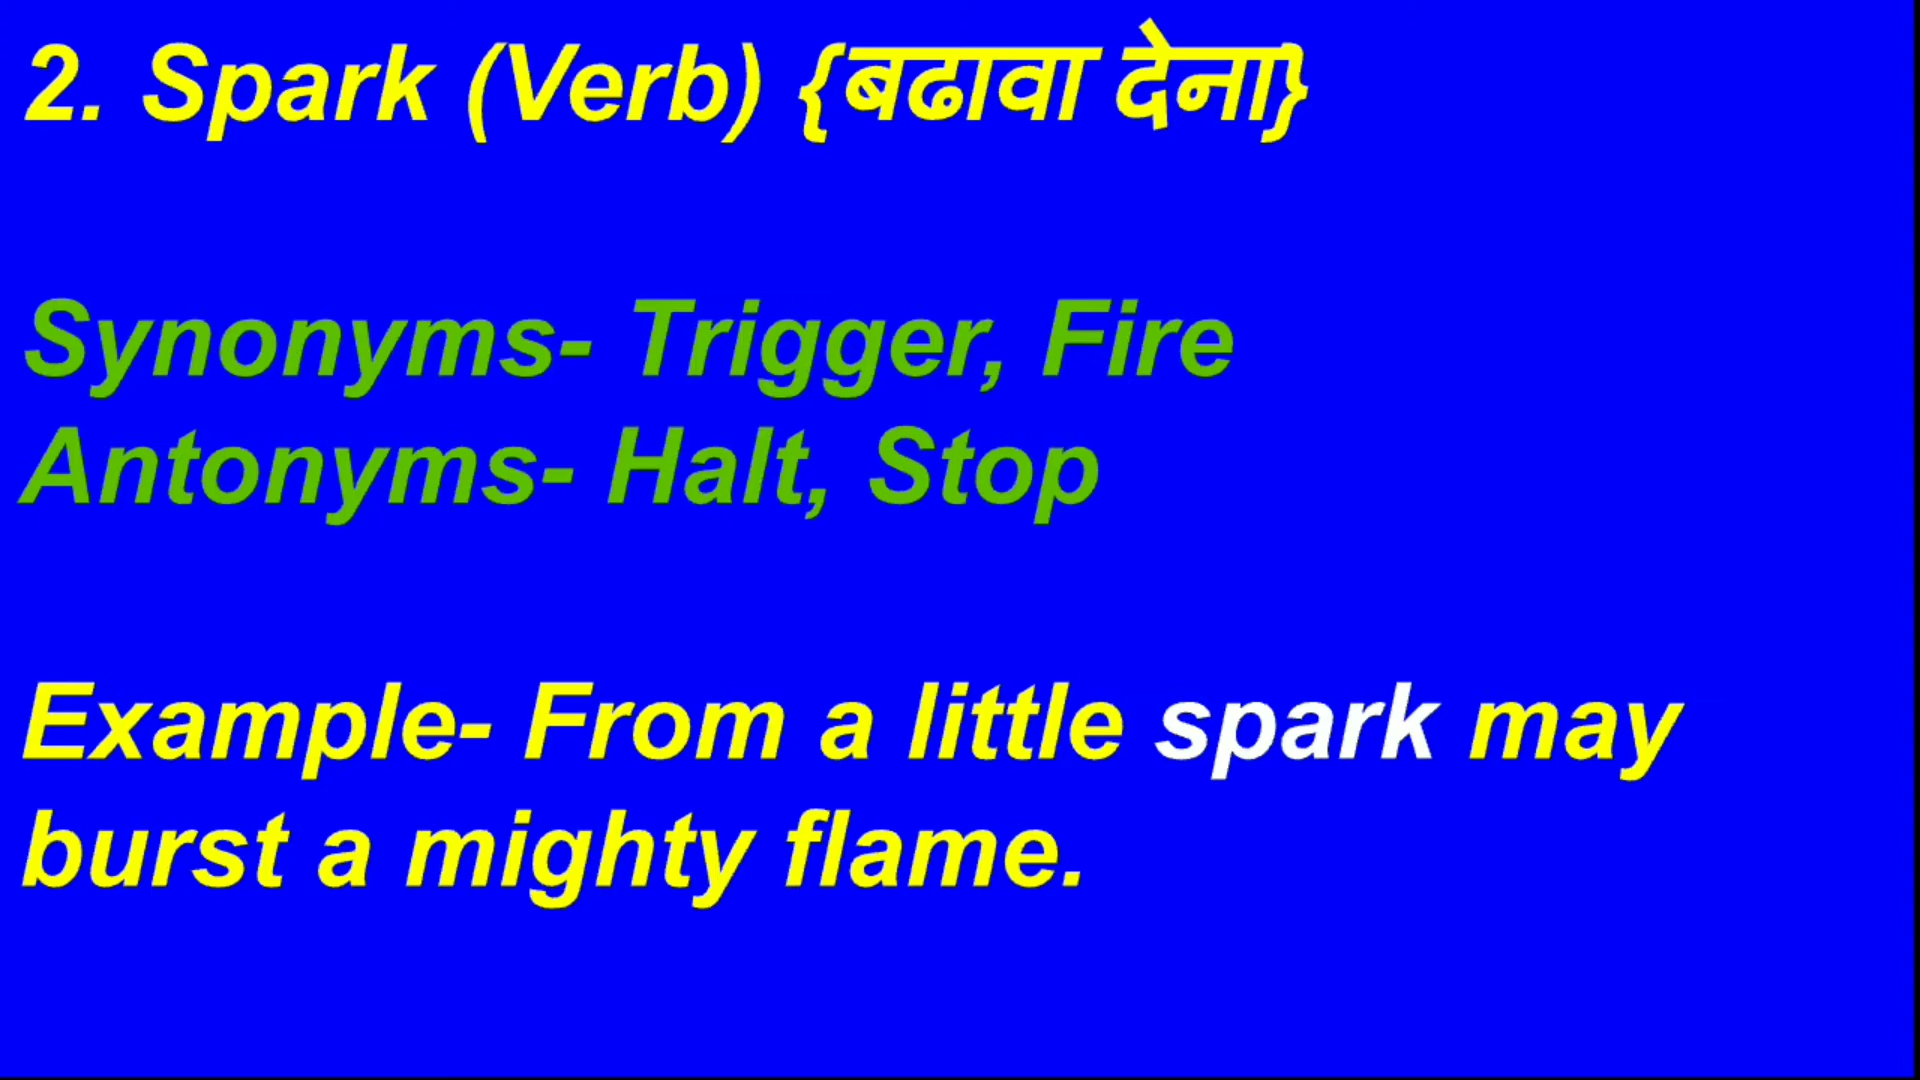 2. Spark (Verb) {बढावा देना}
Synonyms- Trigger, Fire
Antonyms- Halt, Stop
Example- From a little spark may
burst a mighty flame.